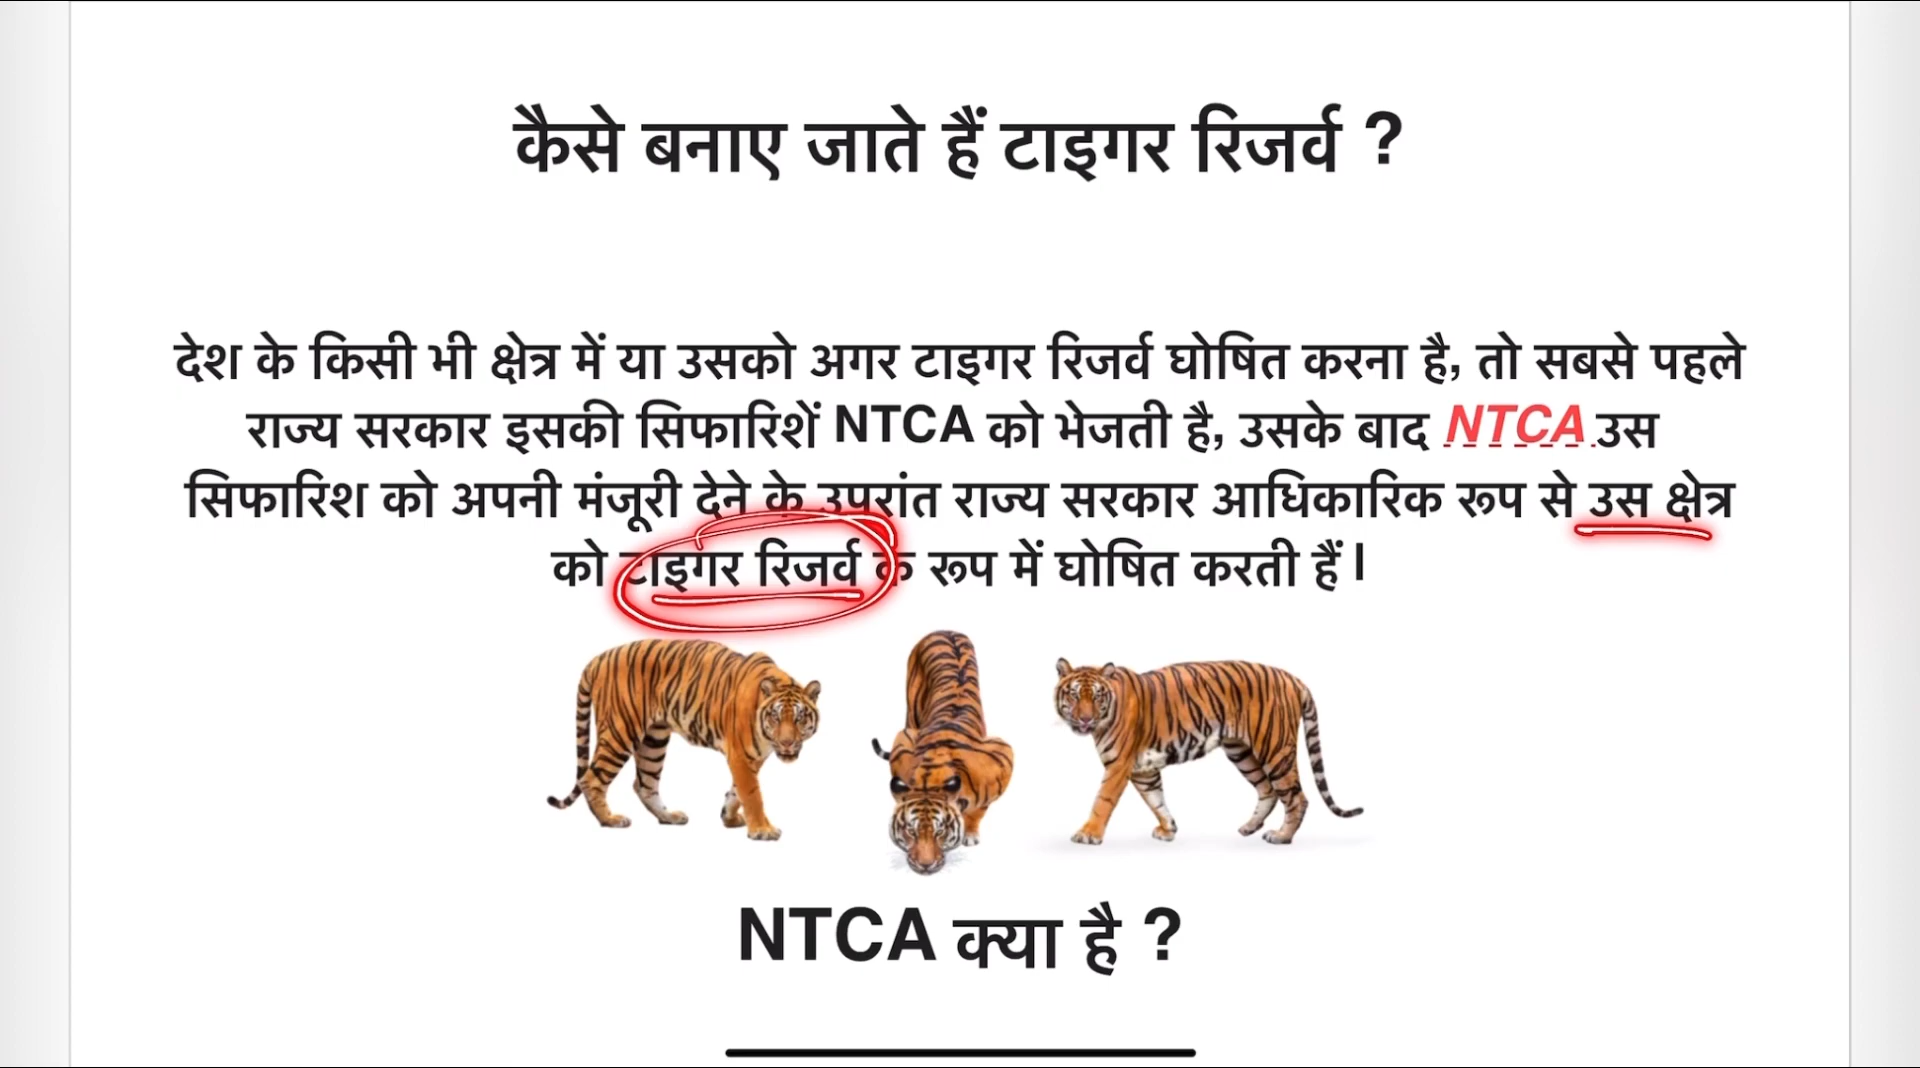 कैसे बनाए जाते हैं टाइगर रिजर्व ?
देश के किसी भी क्षेत्र में या उसको अगर टाइगर रिजर्व घोषित करना है, तो सबसे पहले
राज्य सरकार इसकी सिफारिशें NTCA को भेजती है, उसके बाद NTCA उस
सिफारिश को अपनी मंजूरी देने के उपरांत राज्य सरकार आधिकारिक रूप से उस क्षेत्र
को टाइगर रिजर्व के रूप में घोषित करती हैं।
NTCA क्या है ?